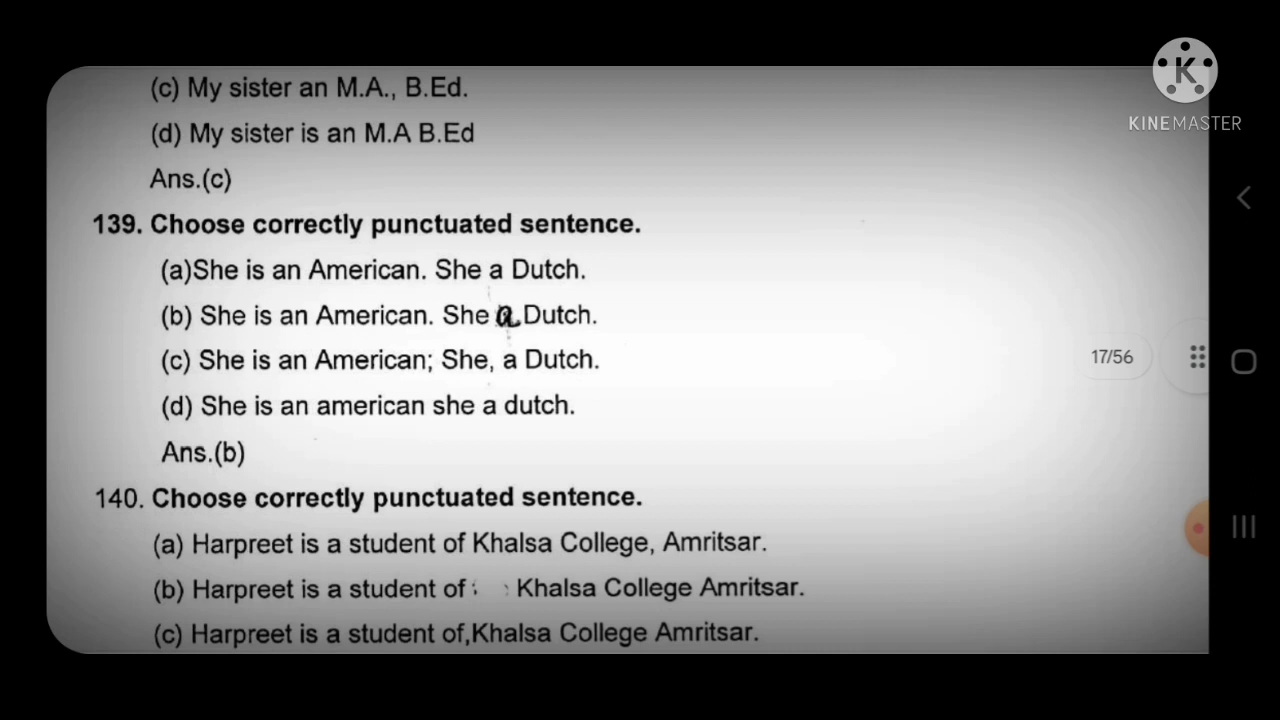 (c) My sister an M.A., B.Ed.
(d) My sister is an M.A B.Ed
Ans.(c)
139. Choose correctly punctuated sentence.
(a)She is an American. She a Dutch.
(b) She is an American. She a Dutch.
(c) She is an American; She, a Dutch.
(d) She is an american she a dutch.
Ans.(b)
140. Choose correctly punctuated sentence.
(a) Harpreet is a student of Khalsa College, Amritsar.
(b) Harpreet is a student of Khalsa College Amritsar.
(c) Harpreet is a student of,Khalsa College Amritsar.
K
KINEMASTER
17/56